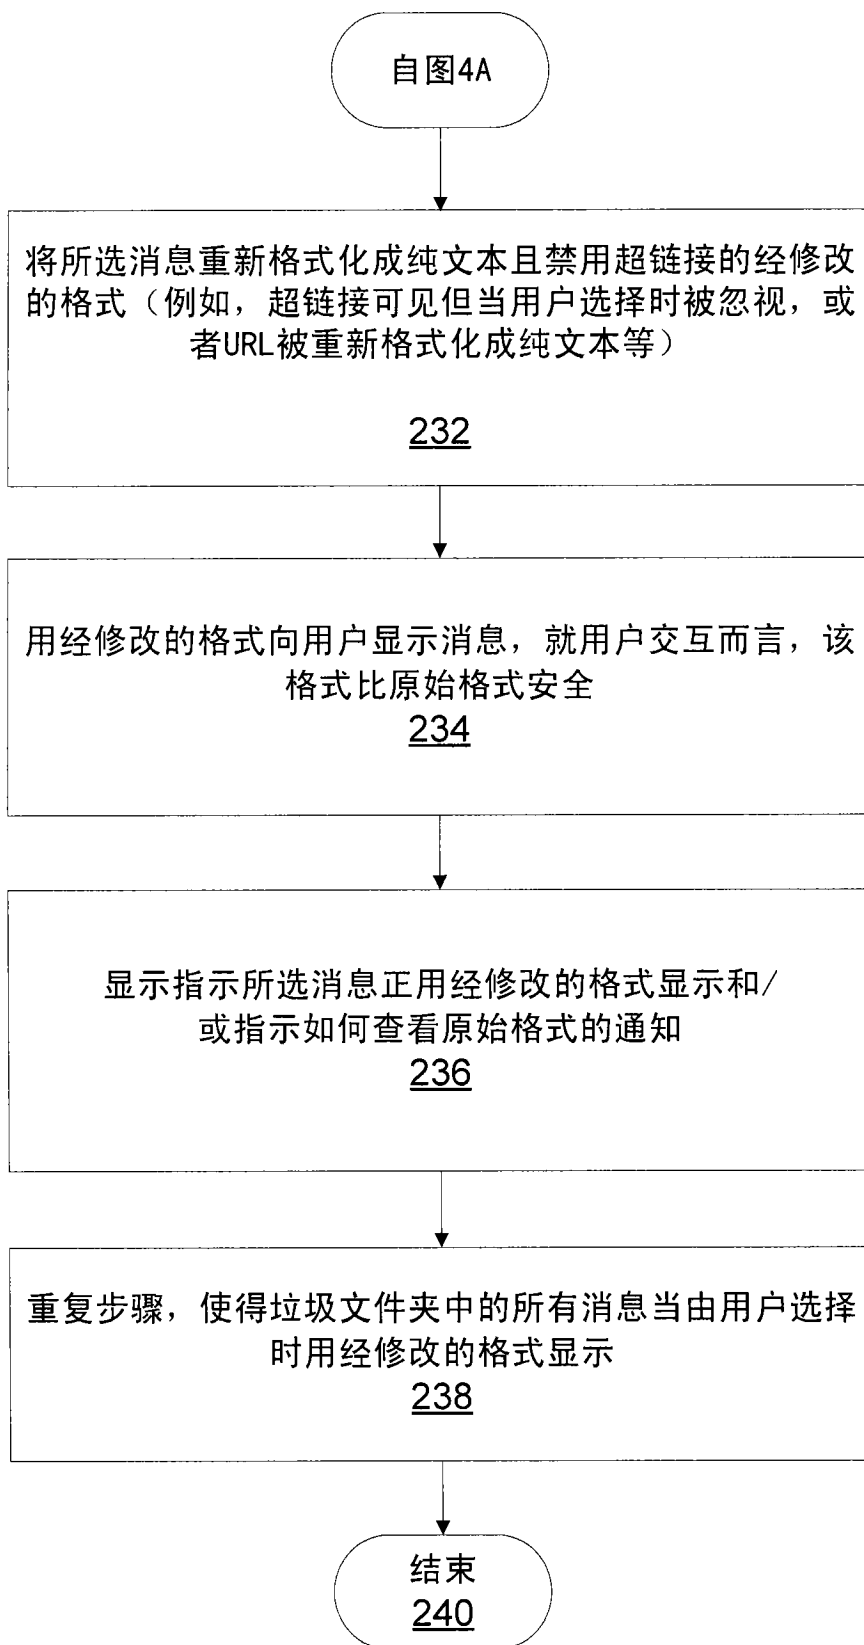 自图4A
将所选消息重新格式化成纯文本且禁用超链接的经修改
的格式（例如，超链接可见但当用户选择时被忽视，或
者URL被重新格式化成纯文本等）
232
用经修改的格式向用户显示消息，就用户交互而言，该
格式比原始格式安全
234
显示指示所选消息正用经修改的格式显示和/
或指示如何查看原始格式的通知
236
重复步骤，使得垃圾文件夹中的所有消息当由用户选择
时用经修改的格式显示
238
结束
240